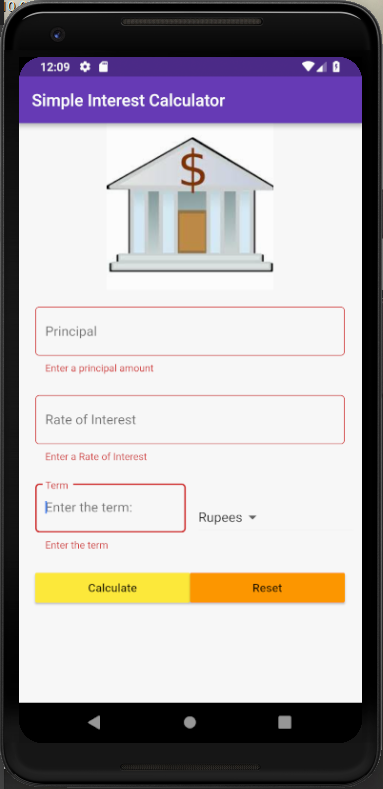 12:09
Simple Interest Calculator
$
Principal
Enter a principal amount
Rate of Interest
Enter a Rate of Interest
Term
Enter the term:
Rupees
Enter the term
Calculate Reset